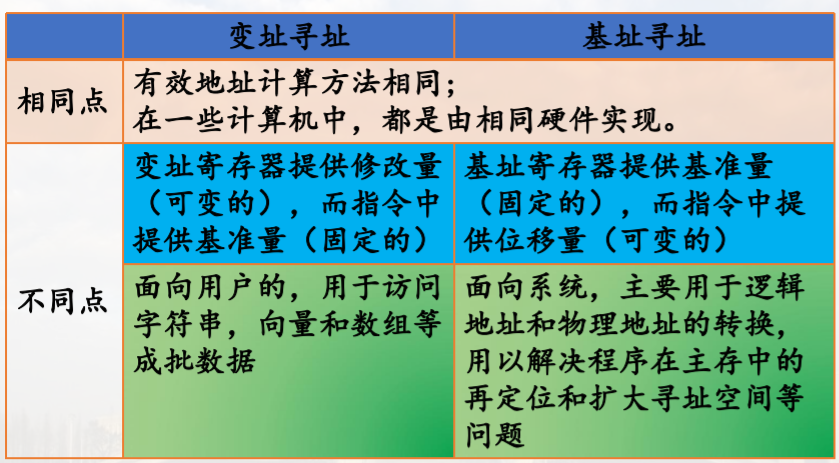 变址寻址
基址寻址
相同点
有效地址计算方法相同；
在一些计算机中，都是由相同硬件实现。
不同点
变址寄存器提供修改量
（可变的），而指令中
提供基准量（固定的）
基址寄存器提供基准量
（固定的），而指令中提
供位移量（可变的）
面向用户的，用于访问
字符串，向量和数组等
成批数据
面向系统，主要用于逻辑
地址和物理地址的转换，
用以解决程序在主存中的
再定位和扩大寻址空间等
问题